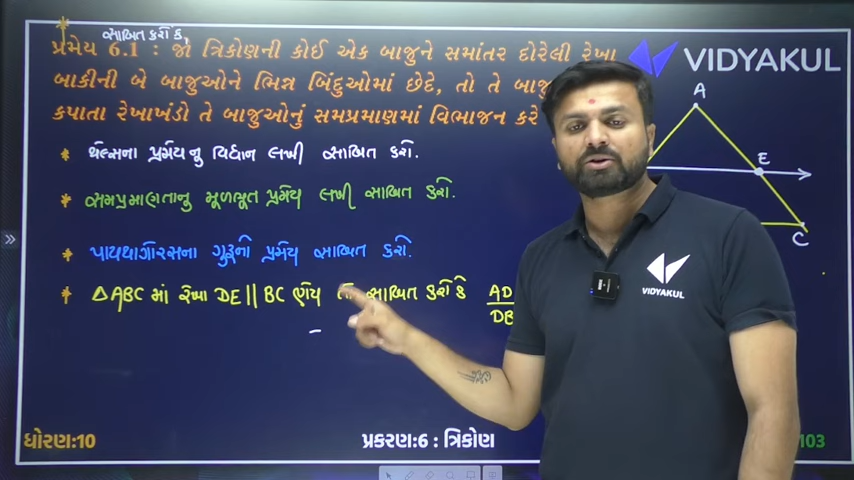 સાબિત કરો કે,
પ્રમેય 6.1 : જો ત્રિકોણની કોઈ એક બાજુને સમાંતર દોરેલી રેખા
બાકીની બે બાજુઓને ભિન્ન બિંદુઓમાં છેદે, તો તે બાજુ
કપાતા રેખાખંડો તે બાજુઓનું સમપ્રમાણમાં વિભાજન કરે
VIDYAKUL
* થેલ્સના પ્રમેયનુ વિધાન લખી સાબિત કરો.
* સમપ્રમાણતાનુ મૂળભૂત પ્રમેય લખી સાબિત કરો.
* પાયથાગોરસના ગુરૂનો પ્રમેય સાબિત કરો.
* △ABC માં રેખા DE || BC હોય તો સાબિત કરો કે AD
DB
A
E
C
VIDYAKUL
ધોરણ:10
પ્રકરણ:6 : ત્રિકોણ
103